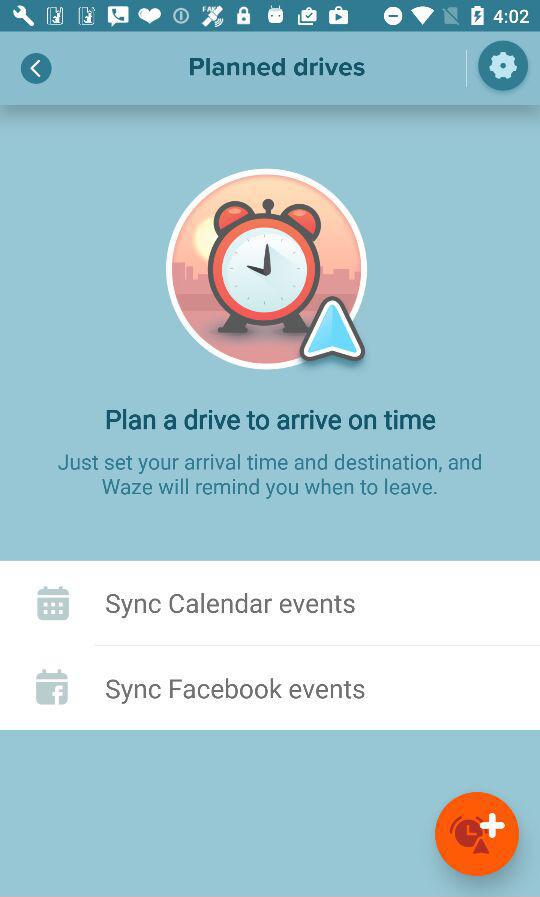 4:02
Planned drives
Plan a drive to arrive on time
Just set your arrival time and destination, and
Waze will remind you when to leave.
Sync Calendar events
Sync Facebook events